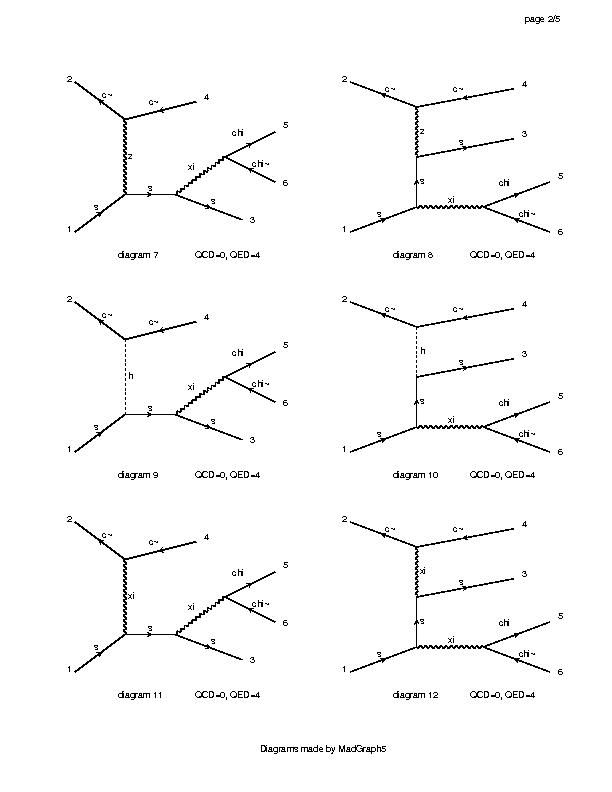 page 2/5
2 c~ c~ 4
z
1 s s xi s chi 5
chi~ 6
3
diagram 7 QCD=0, QED=4
2 c~ c~ 4
z s 3
1 s s xi chi 5
chi~ 6
diagram 8 QCD=0, QED=4
2 c~ c~ 4
h
1 s s xi s chi 5
chi~ 6
3
diagram 9 QCD=0, QED=4
2 c~ c~ 4
h s 3
1 s s xi chi 5
chi~ 6
diagram 10 QCD=0, QED=4
2 c~ c~ 4
xi
1 s s xi s chi 5
chi~ 6
3
diagram 11 QCD=0, QED=4
2 c~ c~ 4
xi s 3
1 s s xi chi 5
chi~ 6
diagram 12 QCD=0, QED=4
Diagrams made by MadGraph5